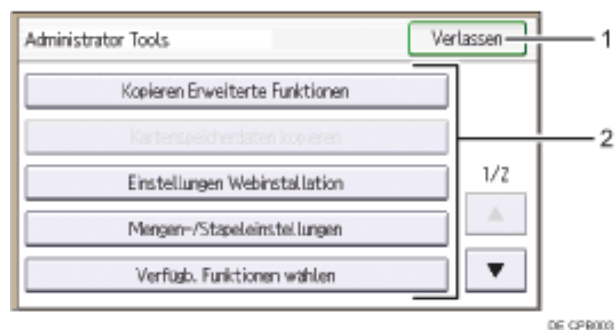 Administrator Tools
Verlassen
1
Kopieren Erweiterte Funktionen
2
Kartenspeicherdaten kopieren
Einstellungen Webinstallation
1/2
Mengen-/Stapeleinstellungen
Verfügb. Funktionen wählen
▼
DE CPB003